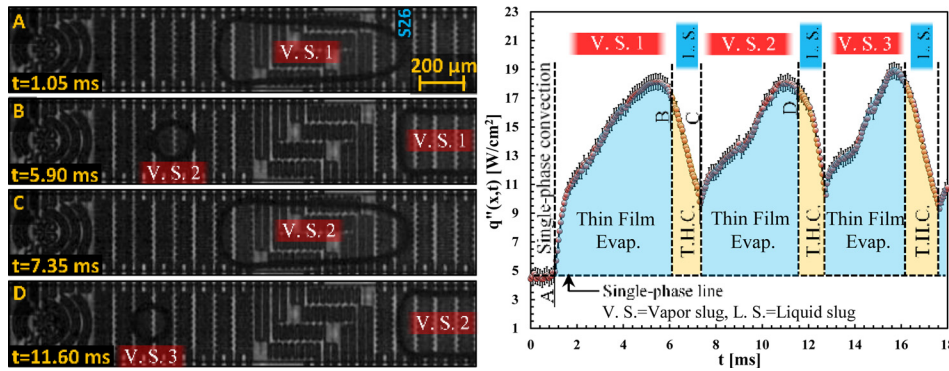 A
V. S. 1
S26
200 μm
t=1.05 ms
B
V. S. 1
V. S. 2
t=5.90 ms
C
V. S. 2
t=7.35 ms
D
V. S. 2
V. S. 3
t=11.60 ms
23
21
19
17
15
13
11
9
7
5
3
1
q"(x,t) [W/cm²]
V. S. 1
L. S.
V. S. 2
L. S.
V. S. 3
L. S.
Single-phase convection
A
B
C
D
Thin Film
Evap.
T.H.C.
Thin Film
Evap.
T.H.C.
Thin Film
Evap.
T.H.C.
Single-phase line
V. S.=Vapor slug, L. S.=Liquid slug
0 2 4 6 8 10 12 14 16 18
t [ms]